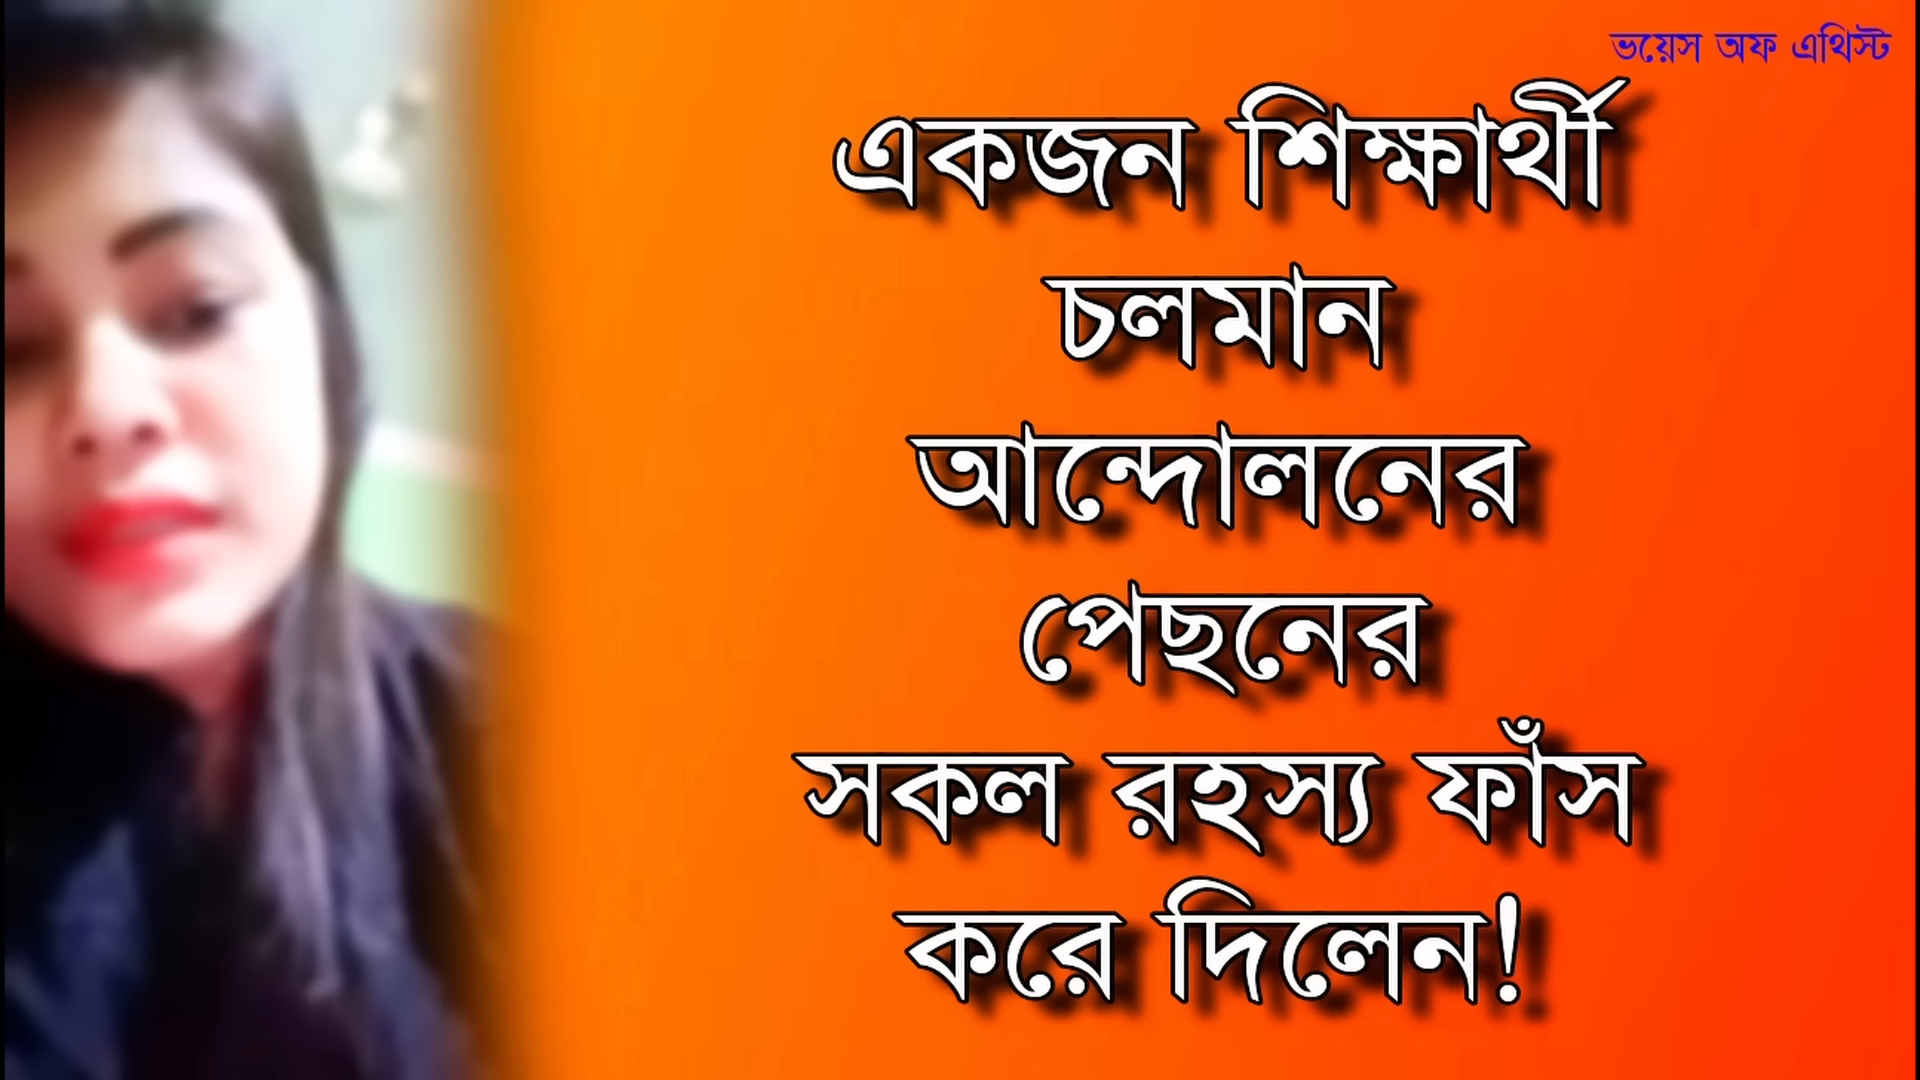 ভয়েস অফ এথিস্ট
একজন শিক্ষার্থী
চলমান
আন্দোলনের
পেছনের
সকল রহস্য ফাঁস
করে দিলেন!